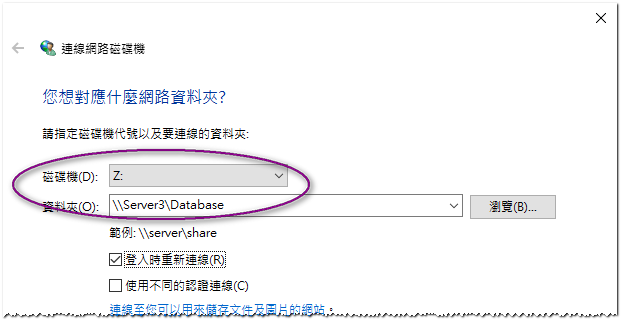 連線網路磁碟機
您想對應什麼網路資料夾?
請指定磁碟機代號以及要連線的資料夾:
磁碟機(D): Z:
資料夾(O): \\Server3\Database 瀏覽(B)...
範例: \\server\share
登入時重新連線(R)
使用不同的認證連線(C)
連線至您可以用來儲存文件及圖片的網站。